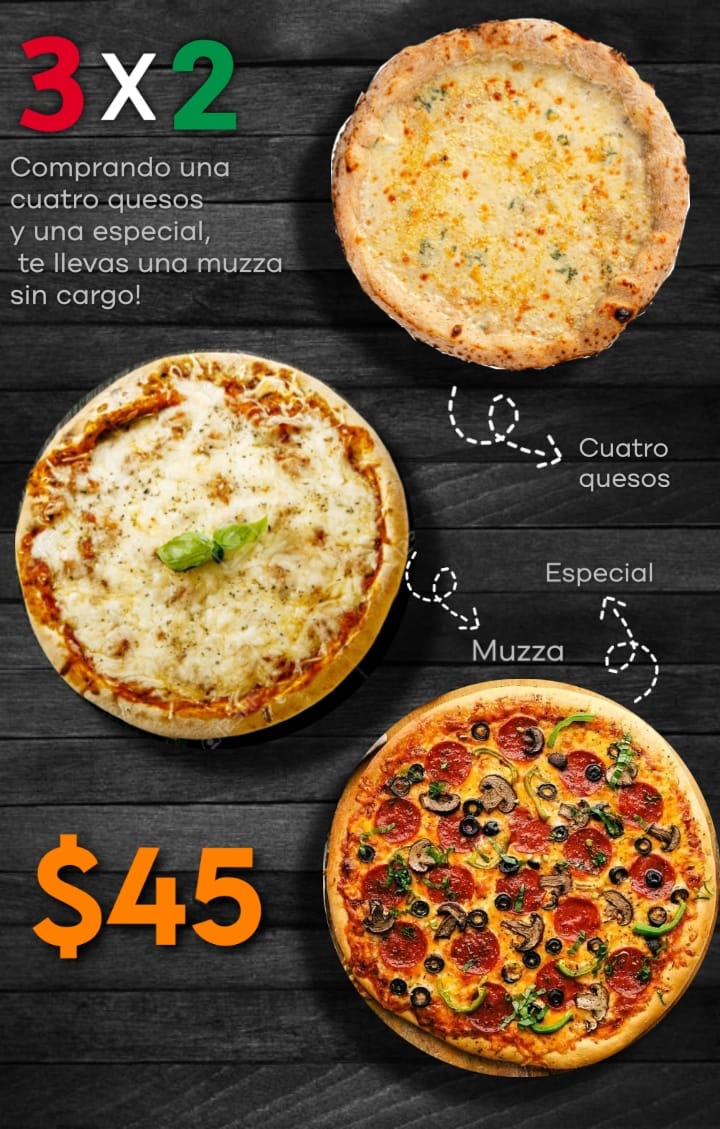 3x2
Comprando una
cuatro quesos
y una especial,
te llevas una muzza
sin cargo!
Cuatro
quesos
Especial
Muzza
$45